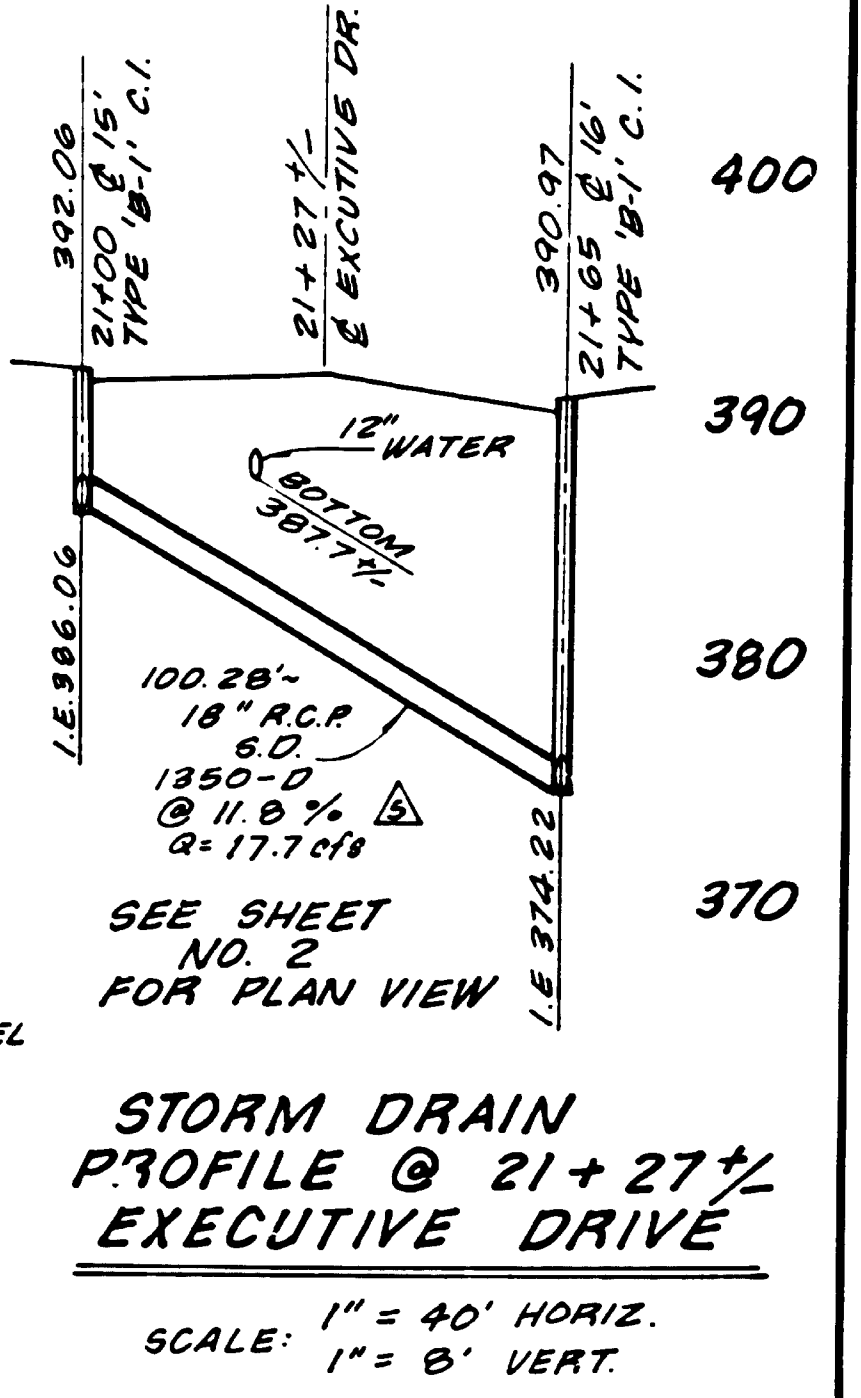 392.06
21+00 ℄ 15'
TYPE 'B-1' C.I.
21+27 +/-
℄ EXCUTIVE DR.
390.97
21+65 ℄ 16'
TYPE 'B-1' C.I.
400
390
380
370
12"
WATER
BOTTOM
387.7 +/-
I.E. 386.06
100.28'~
18" R.C.P.
S.D.
1350-D
@ 11.8 % 5
Q= 17.7 cfs
I.E 374.22
SEE SHEET
NO. 2
FOR PLAN VIEW
EL
STORM DRAIN
PROFILE @ 21+27 +/-
EXECUTIVE DRIVE
SCALE: 1" = 40' HORIZ.
1" = 8' VERT.